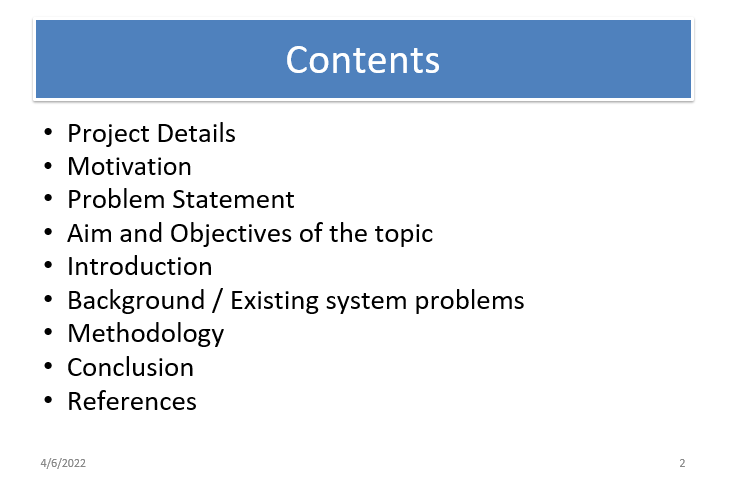 Contents
• Project Details
• Motivation
• Problem Statement
• Aim and Objectives of the topic
• Introduction
• Background / Existing system problems
• Methodology
• Conclusion
• References
4/6/2022
2